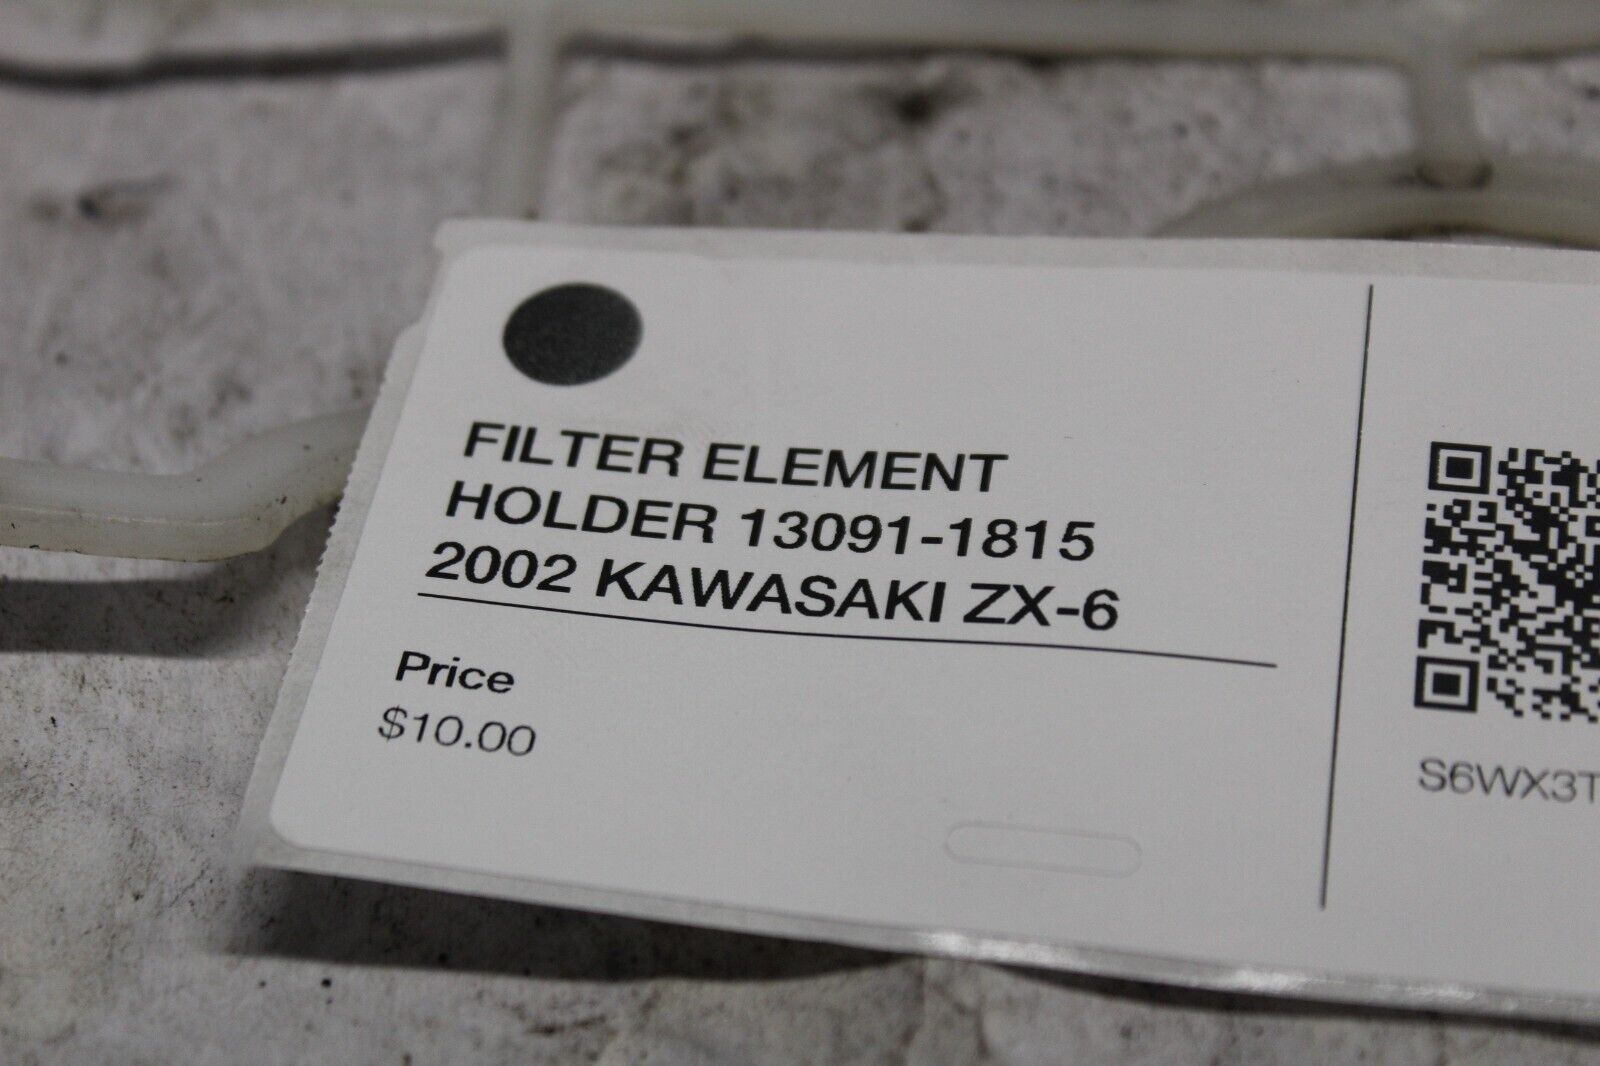 FILTER ELEMENT
HOLDER 13091-1815
2002 KAWASAKI ZX-6
Price
$10.00
S6WX3T